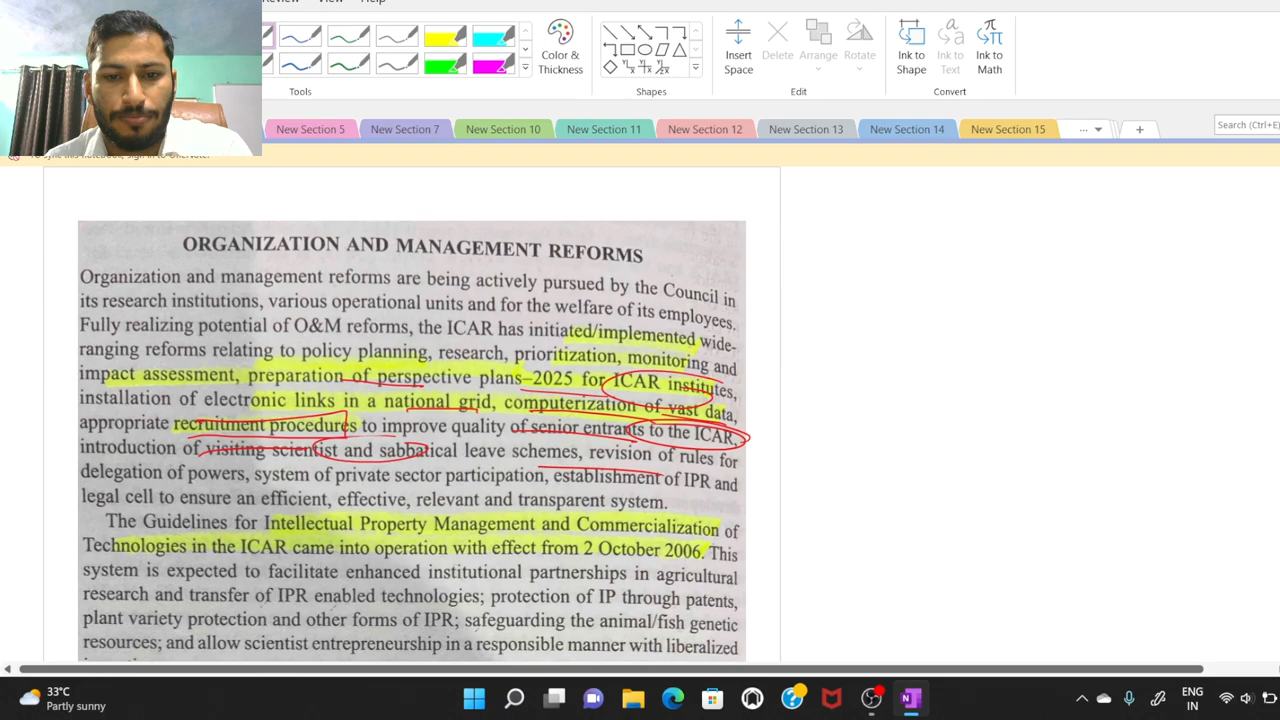 View
Help
Color & Thickness
Insert Space
Delete
Arrange
Rotate
Ink to Shape
Ink to Text
Ink to Math
Tools
Shapes
Edit
Convert
New Section 5
New Section 7
New Section 10
New Section 11
New Section 12
New Section 13
New Section 14
New Section 15
...
+
Search (Ctrl+E)
To sync this notebook, sign in to OneNote.
ORGANIZATION AND MANAGEMENT REFORMS
Organization and management reforms are being actively pursued by the Council in
its research institutions, various operational units and for the welfare of its employees.
Fully realizing potential of O&M reforms, the ICAR has initiated/implemented wide-
ranging reforms relating to policy planning, research, prioritization, monitoring and
impact assessment, preparation of perspective plans–2025 for ICAR institutes,
installation of electronic links in a national grid, computerization of vast data,
appropriate recruitment procedures to improve quality of senior entrants to the ICAR,
introduction of visiting scientist and sabbatical leave schemes, revision of rules for
delegation of powers, system of private sector participation, establishment of IPR and
legal cell to ensure an efficient, effective, relevant and transparent system.
The Guidelines for Intellectual Property Management and Commercialization of
Technologies in the ICAR came into operation with effect from 2 October 2006. This
system is expected to facilitate enhanced institutional partnerships in agricultural
research and transfer of IPR enabled technologies; protection of IP through patents,
plant variety protection and other forms of IPR; safeguarding the animal/fish genetic
resources; and allow scientist entrepreneurship in a responsible manner with liberalized
33°C
Partly sunny
ENG
IN